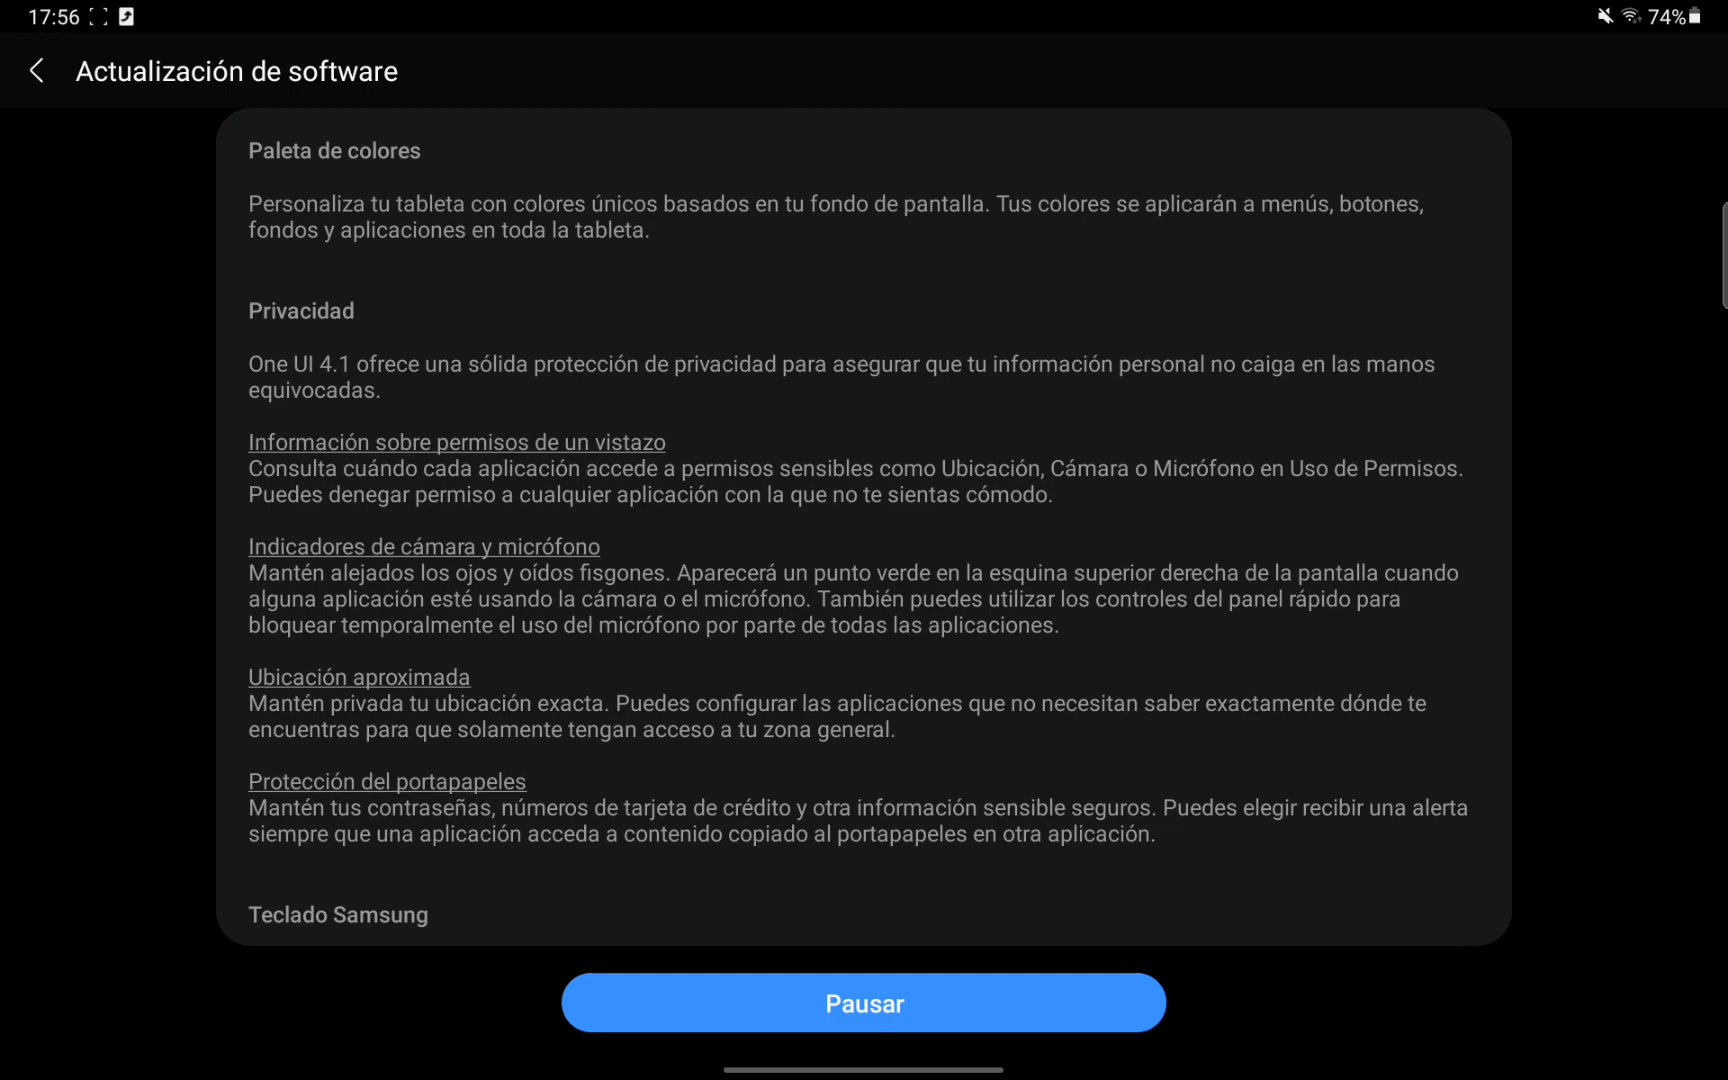 17:56
74%
Actualización de software
Paleta de colores
Personaliza tu tableta con colores únicos basados en tu fondo de pantalla. Tus colores se aplicarán a menús, botones,
fondos y aplicaciones en toda la tableta.
Privacidad
One UI 4.1 ofrece una sólida protección de privacidad para asegurar que tu información personal no caiga en las manos
equivocadas.
Información sobre permisos de un vistazo
Consulta cuándo cada aplicación accede a permisos sensibles como Ubicación, Cámara o Micrófono en Uso de Permisos.
Puedes denegar permiso a cualquier aplicación con la que no te sientas cómodo.
Indicadores de cámara y micrófono
Mantén alejados los ojos y oídos fisgones. Aparecerá un punto verde en la esquina superior derecha de la pantalla cuando
alguna aplicación esté usando la cámara o el micrófono. También puedes utilizar los controles del panel rápido para
bloquear temporalmente el uso del micrófono por parte de todas las aplicaciones.
Ubicación aproximada
Mantén privada tu ubicación exacta. Puedes configurar las aplicaciones que no necesitan saber exactamente dónde te
encuentras para que solamente tengan acceso a tu zona general.
Protección del portapapeles
Mantén tus contraseñas, números de tarjeta de crédito y otra información sensible seguros. Puedes elegir recibir una alerta
siempre que una aplicación acceda a contenido copiado al portapapeles en otra aplicación.
Teclado Samsung
Pausar